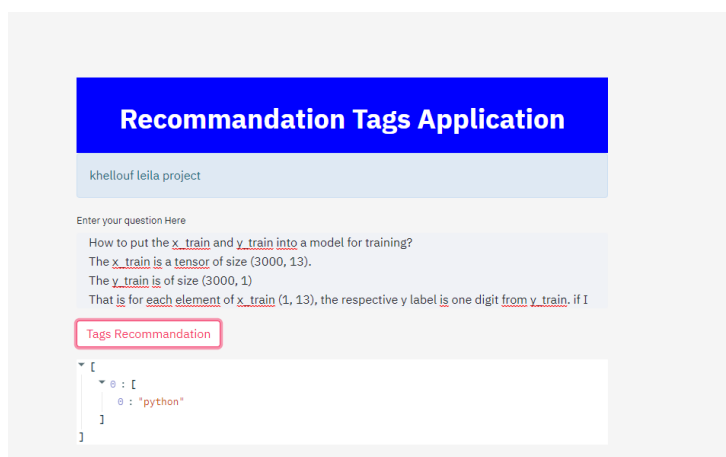 Recommandation Tags Application
khellouf leila project
Enter your question Here
How to put the x_train and y_train into a model for training?
The x_train is a tensor of size (3000, 13).
The y_train is of size (3000, 1)
That is for each element of x_train (1, 13), the respective y label is one digit from y_train. if I
Tags Recommandation
[
0 : [
0 : "python"
]
]